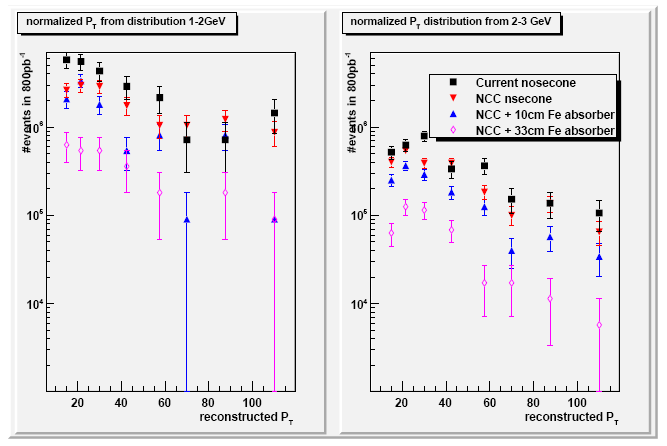 normalized P_T from distribution 1-2GeV
#events in 800pb⁻¹
10⁶
10⁵
10⁴
20 40 60 80 100
reconstructed P_T
normalized P_T distribution from 2-3 GeV
#events in 800pb⁻¹
Current nosecone
NCC nsecone
NCC + 10cm Fe absorber
NCC + 33cm Fe absorber
10⁶
10⁵
10⁴
20 40 60 80 100
reconstructed P_T